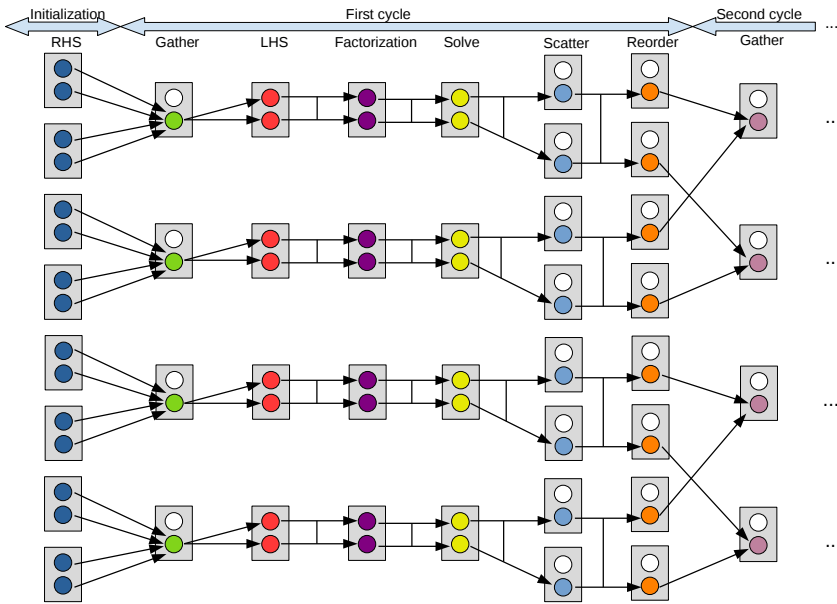 Initialization First cycle Second cycle ...
RHS Gather LHS Factorization Solve Scatter Reorder Gather
...
...
...
...